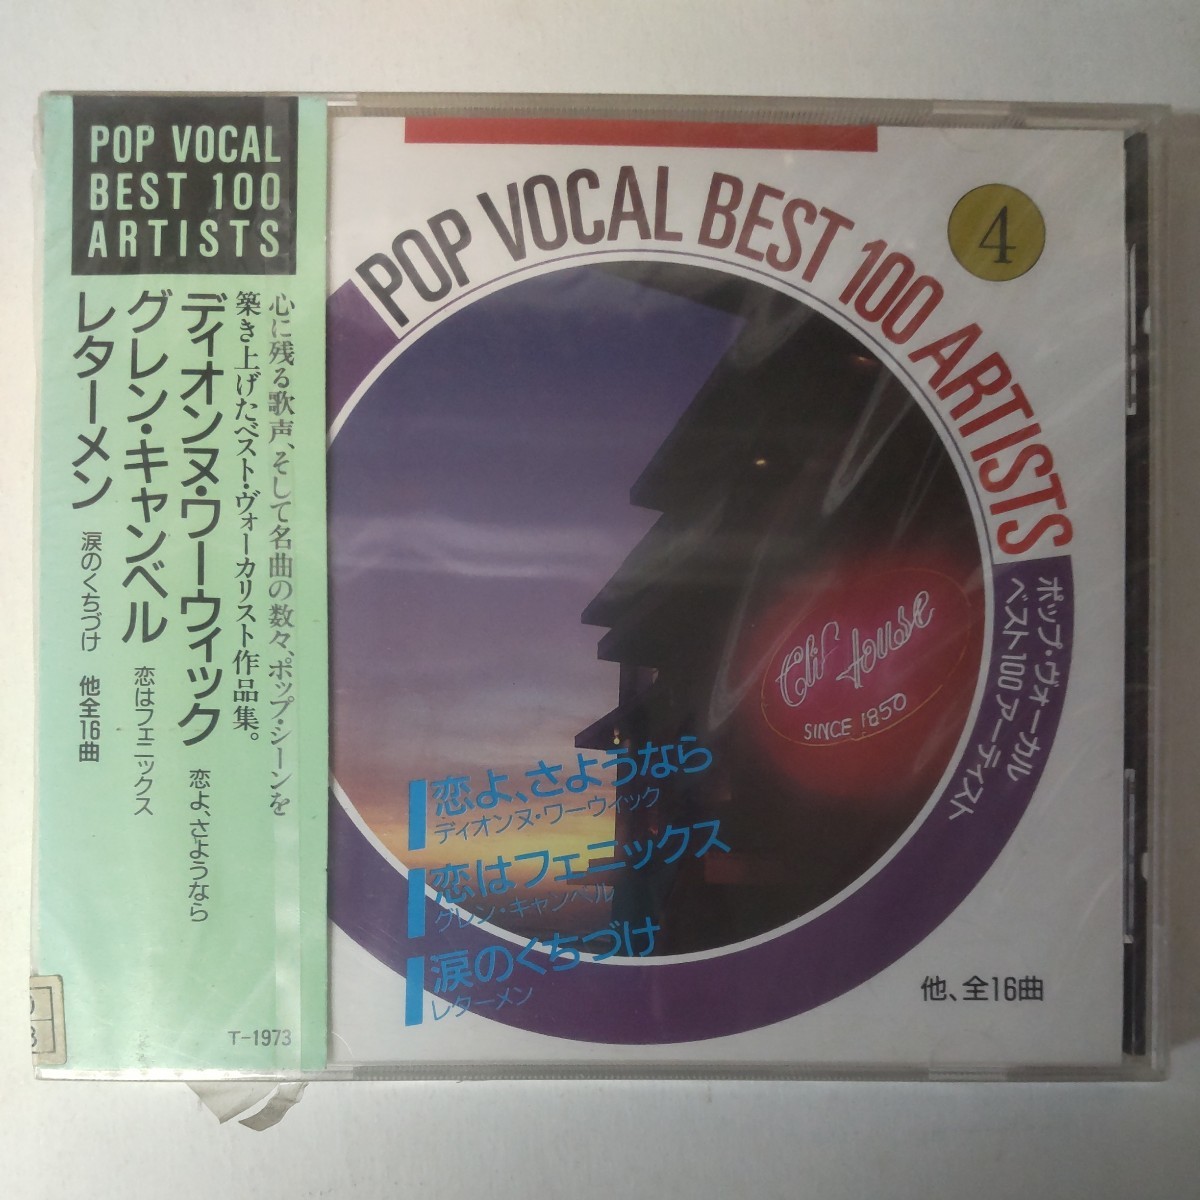 POP VOCAL
BEST 100
ARTISTS
心に残る歌声、そして名曲の数々、ポップ・シーンを
築き上げたベスト・ヴォーカリスト作品集。
ディオンヌ・ワーウィック 恋よ、さようなら
グレン・キャンベル 恋はフェニックス
レターメン 涙のくちづけ 他全16曲
T-1973
POP VOCAL BEST 100 ARTISTS
4
ポップ・ヴォーカル
ベスト100アーティスト
Clif House
SINCE 1850
恋よ、さようなら
ディオンヌ・ワーウィック
恋はフェニックス
グレン・キャンベル
涙のくちづけ
レターメン
他、全16曲